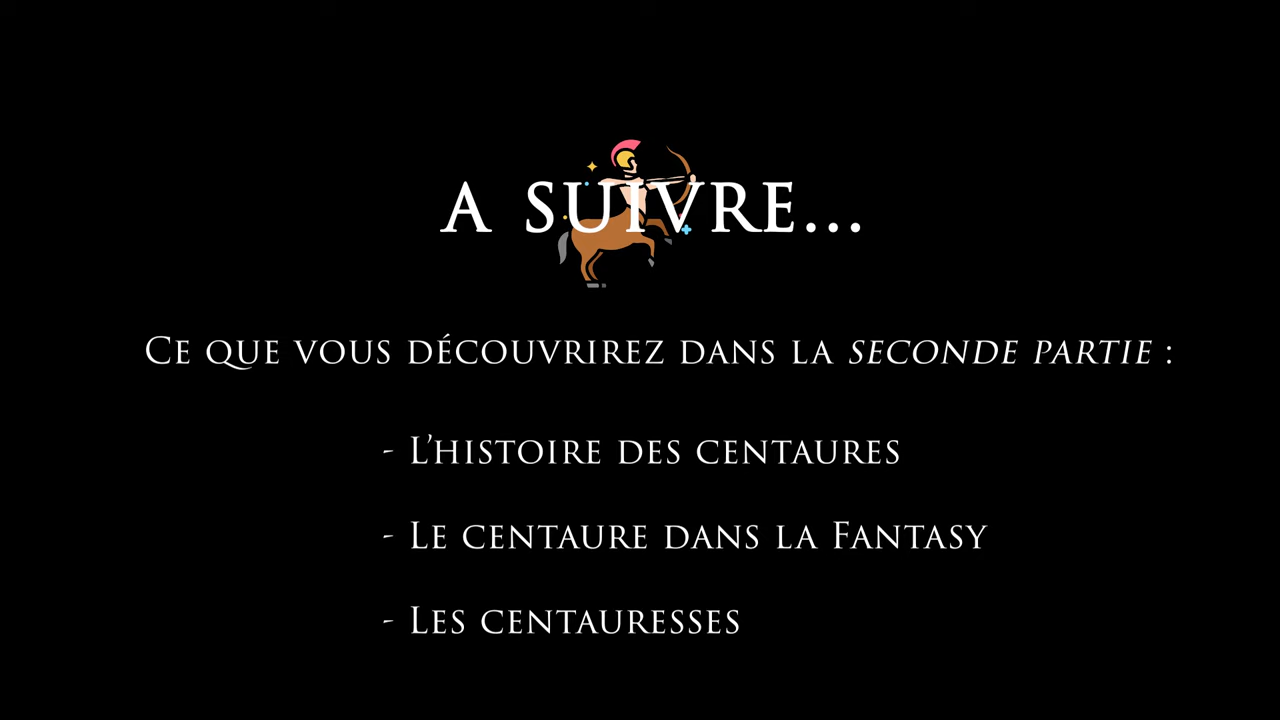 A SUIVRE...
CE QUE VOUS DÉCOUVRIREZ DANS LA SECONDE PARTIE :
- L'HISTOIRE DES CENTAURES
- LE CENTAURE DANS LA FANTASY
- LES CENTAURESSES